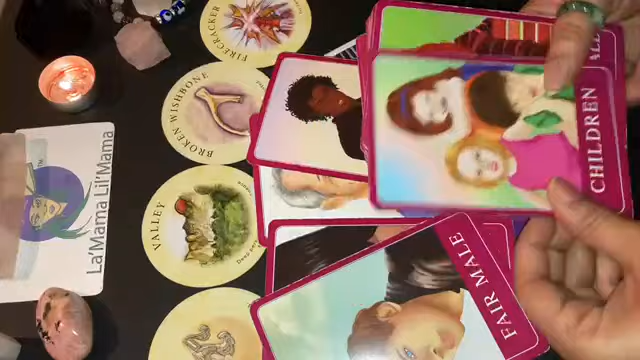 FIRECRACKER
BROKEN WISHBONE
VALLEY
La'Mama Lil'Mama
CHILDREN
FAIR MALE